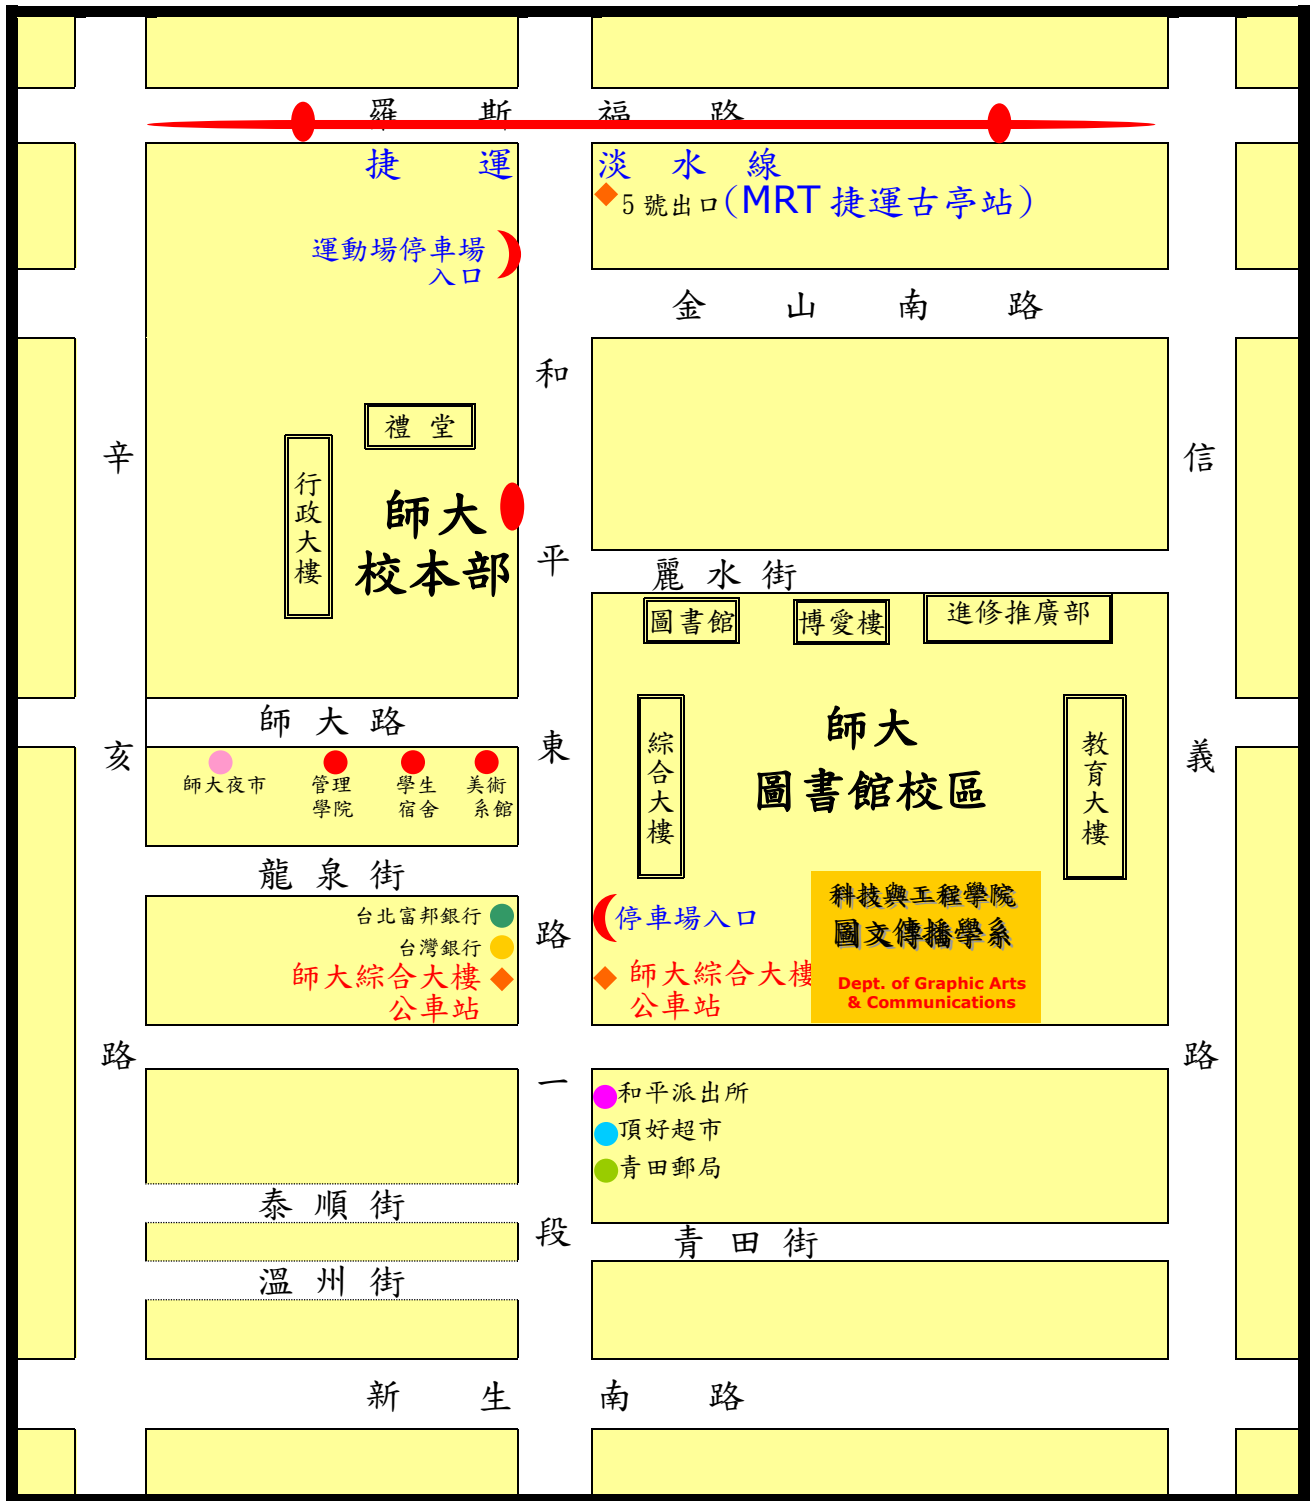 羅斯福路
捷運淡水線
5號出口(MRT 捷運古亭站)
運動場停車場
入口
金山南路
和平東路一段
辛亥路
信義路
禮堂
行政大樓
師大
校本部
麗水街
圖書館
博愛樓
進修推廣部
師大路
師大夜市
管理
學院
學生
宿舍
美術
系館
綜合大樓
師大
圖書館校區
教育大樓
龍泉街
台北富邦銀行
台灣銀行
師大綜合大樓
公車站
停車場入口
師大綜合大樓
公車站
科技與工程學院
圖文傳播學系
Dept. of Graphic Arts
& Communications
和平派出所
頂好超市
青田郵局
泰順街
青田街
溫州街
新生南路